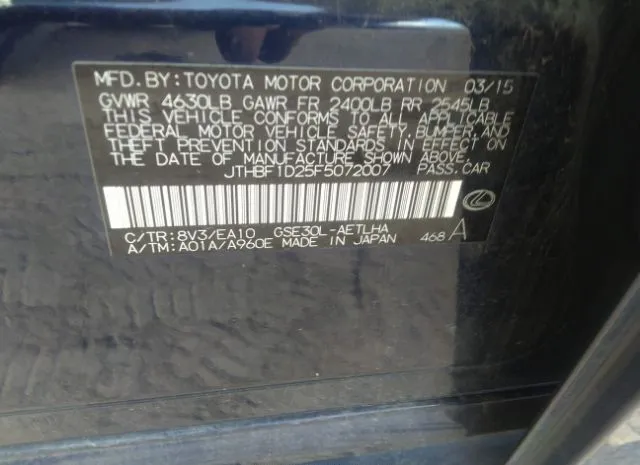 MFD. BY: TOYOTA MOTOR CORPORATION 03/15
GVWR 4630LB GAWR FR 2400LB RR 2545LB
THIS VEHICLE CONFORMS TO ALL APPLICABLE
FEDERAL MOTOR VEHICLE SAFETY, BUMPER, AND
THEFT PREVENTION STANDARDS IN EFFECT ON
THE DATE OF MANUFACTURE SHOWN ABOVE.
JTHBF1D25F5072007 PASS. CAR
C/TR: 8V3/EA10 GSE30L-AETLHA
A/TM: A01A/A960E MADE IN JAPAN 468 A